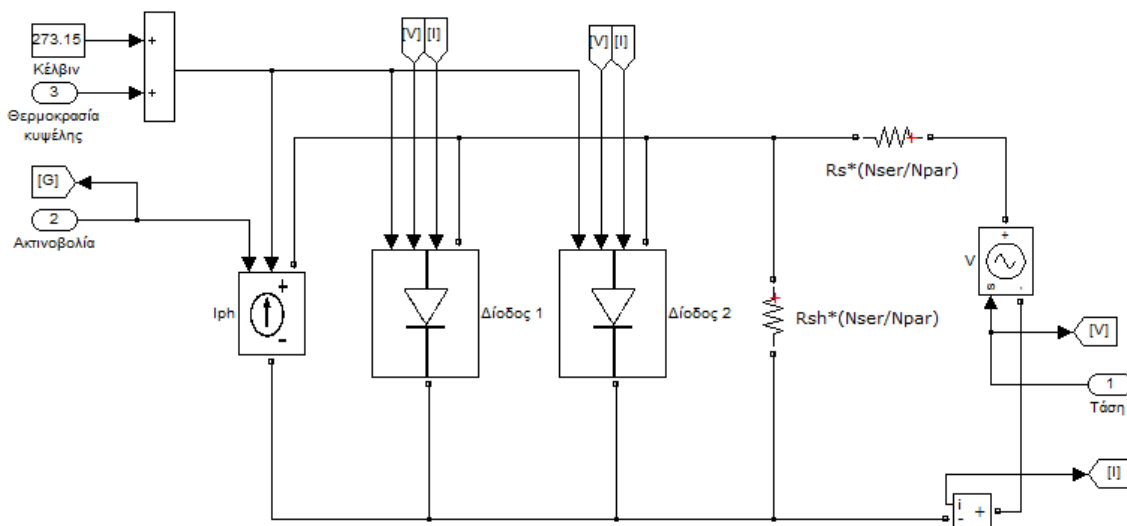 273.15
+
Κέλβιν
3
+
Θερμοκρασία
κυψέλης
[V] [I]
[V] [I]
[G]
2
Ακτινοβολία
Iph
+
-
Δίοδος 1
Δίοδος 2
Rs*(Nser/Npar)
Rsh*(Nser/Npar)
V
+
s
-
[V]
1
Τάση
[I]
i
-
+